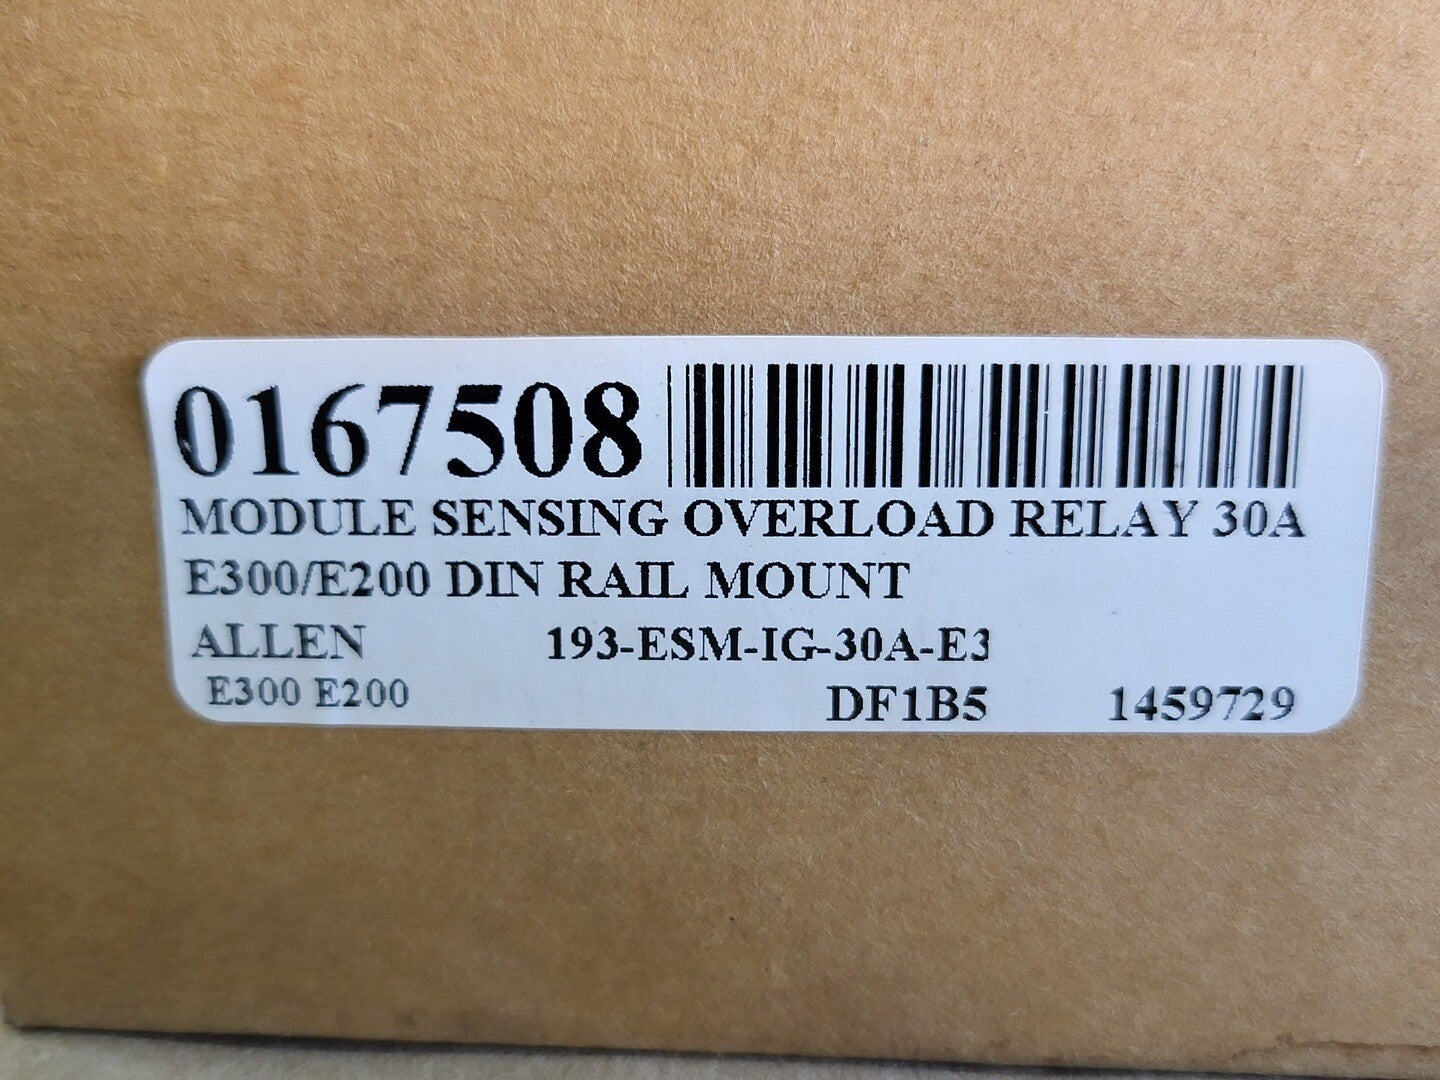 0167508
MODULE SENSING OVERLOAD RELAY 30A
E300/E200 DIN RAIL MOUNT
ALLEN 193-ESM-IG-30A-E3
E300 E200 DF1B5 1459729